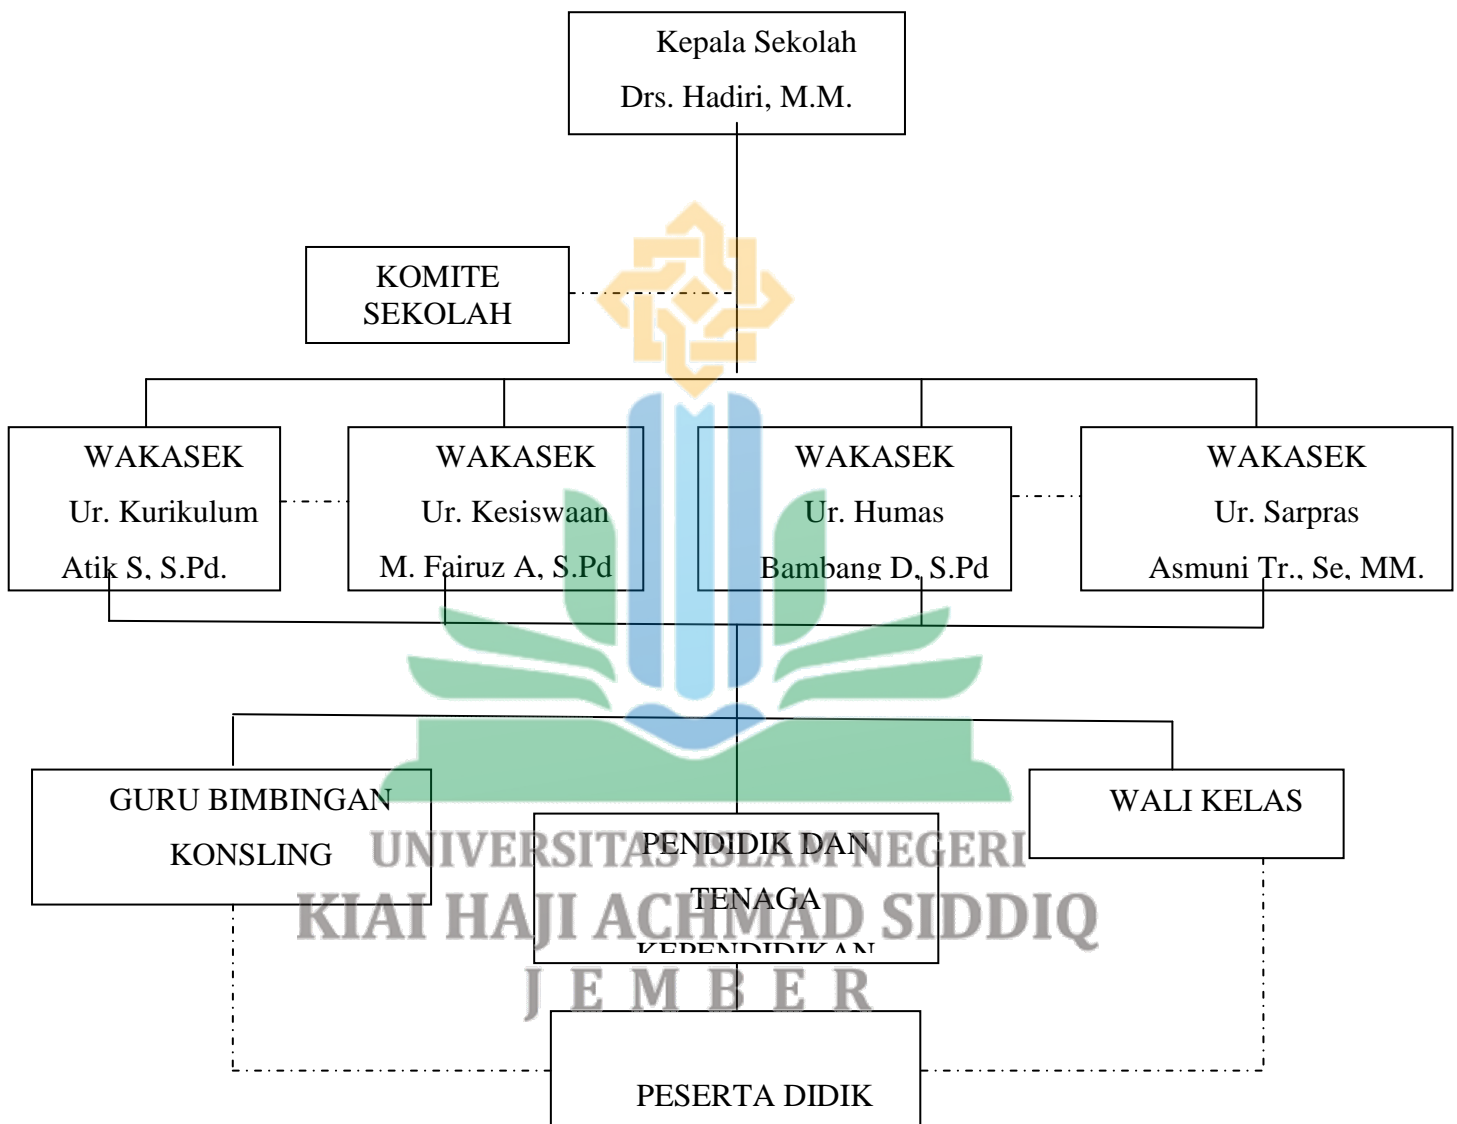 Kepala Sekolah
Drs. Hadiri, M.M.
KOMITE
SEKOLAH
WAKASEK
Ur. Kurikulum
Atik S, S.Pd.
WAKASEK
Ur. Kesiswaan
M. Fairuz A, S.Pd
WAKASEK
Ur. Humas
Bambang D, S.Pd
WAKASEK
Ur. Sarpras
Asmuni Tr., Se, MM.
GURU BIMBINGAN
KONSLING
PENDIDIK DAN
TENAGA
KEPENDIDIKAN
WALI KELAS
UNIVERSITAS ISLAM NEGERI
KIAI HAJI ACHMAD SIDDIQ
JEMBER
PESERTA DIDIK